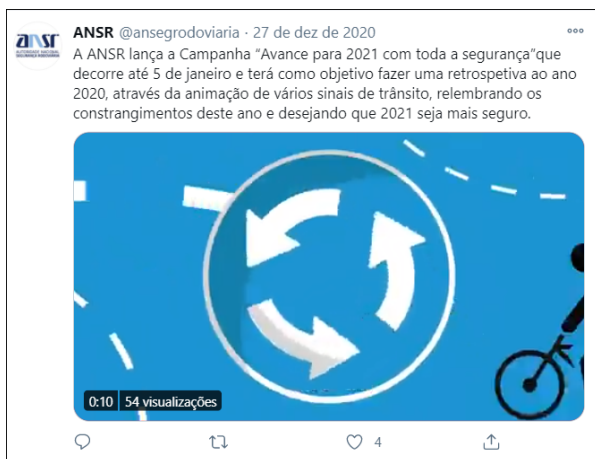 ANSR @ansegrodoviaria · 27 de dez de 2020
ansr
A ANSR lança a Campanha “Avance para 2021 com toda a segurança”que
decorre até 5 de janeiro e terá como objetivo fazer uma retrospetiva ao ano
2020, através da animação de vários sinais de trânsito, relembrando os
constrangimentos deste ano e desejando que 2021 seja mais seguro.
0:10 54 visualizações
4